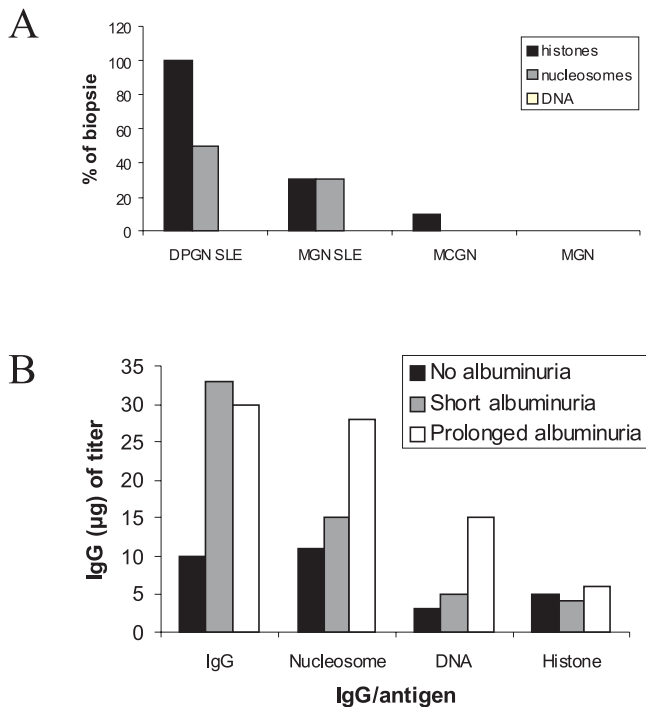 A
% of biopsie
120
100
80
60
40
20
0
histones
nucleosomes
DNA
DPGN SLE
MGN SLE
MCGN
MGN
B
IgG (µg) of titer
35
30
25
20
15
10
5
0
No albuminuria
Short albuminuria
Prolonged albuminuria
IgG
Nucleosome
DNA
Histone
IgG/antigen